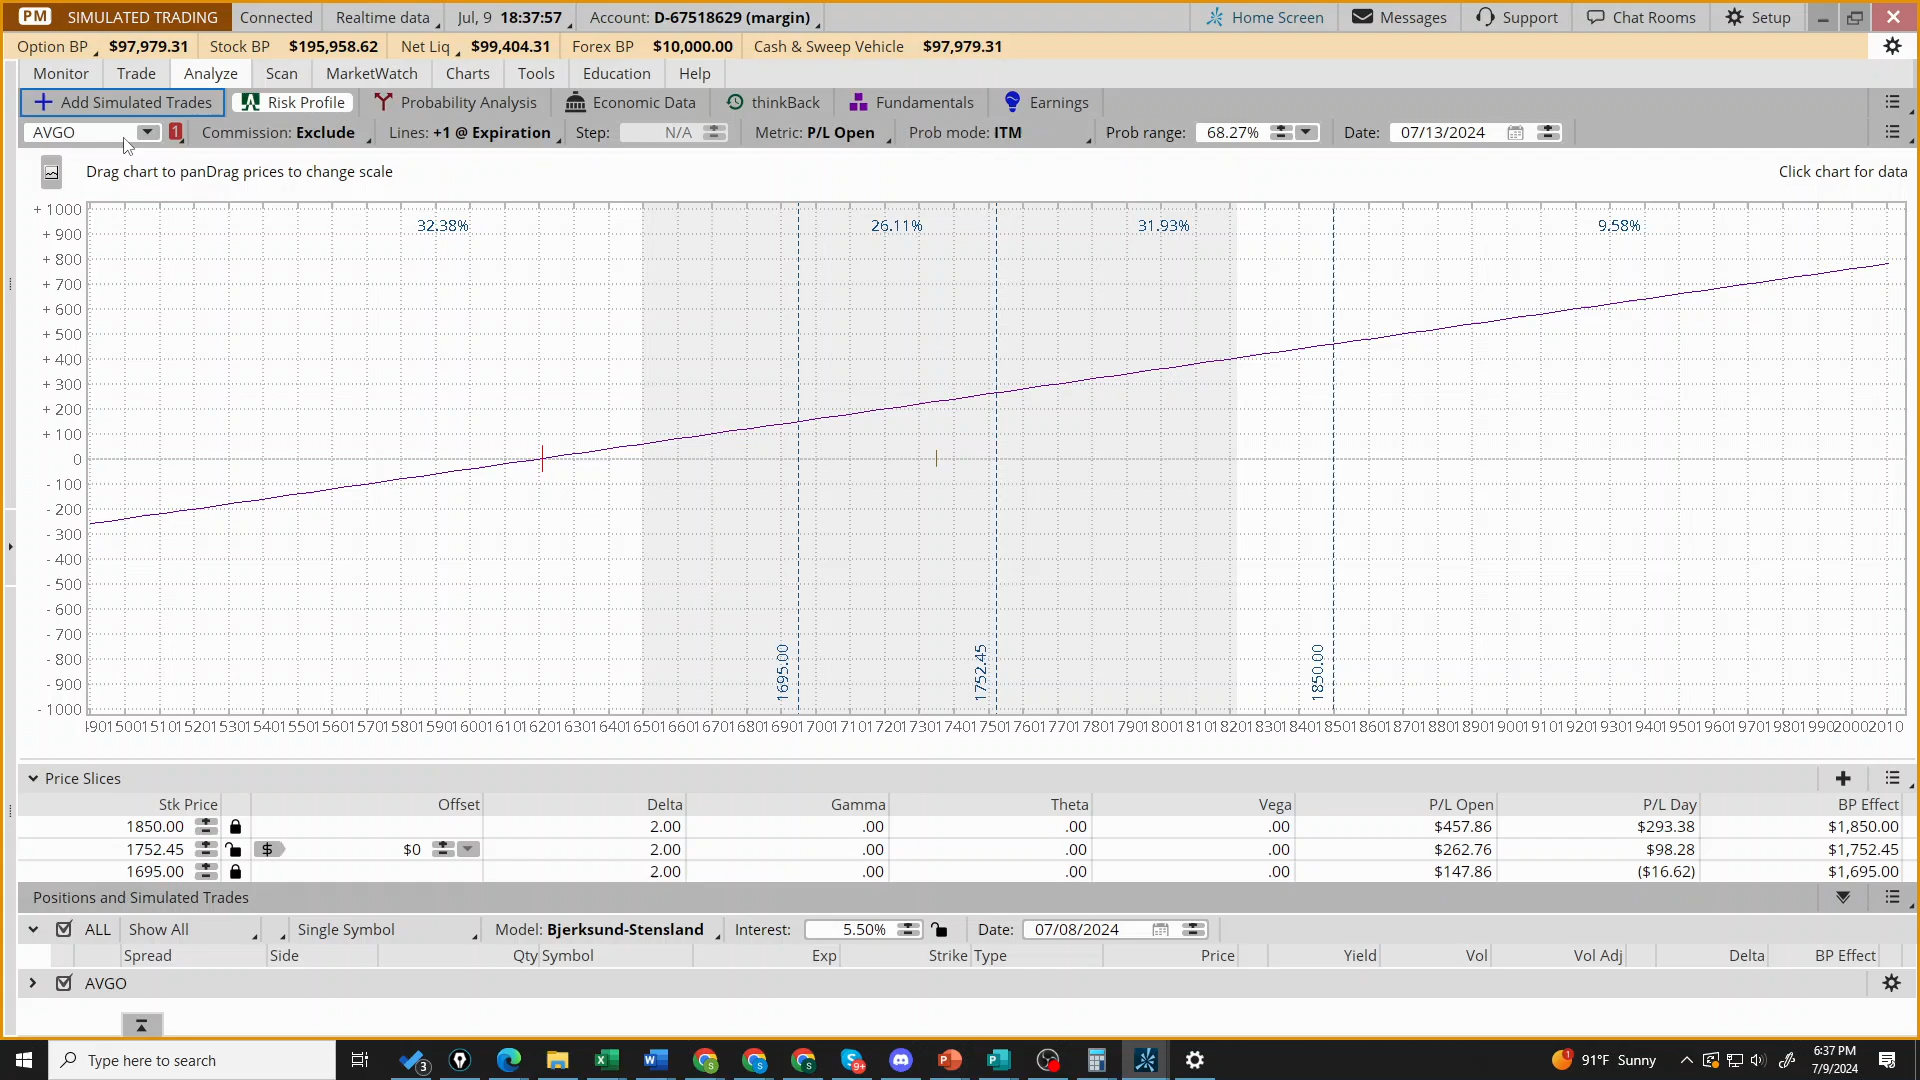 PM SIMULATED TRADING Connected Realtime data Jul, 9 18:37:57 Account: D-67518629 (margin) Home Screen Messages Support Chat Rooms Setup
Option BP $97,979.31 Stock BP $195,958.62 Net Liq $99,404.31 Forex BP $10,000.00 Cash & Sweep Vehicle $97,979.31
Monitor Trade Analyze Scan MarketWatch Charts Tools Education Help
Add Simulated Trades Risk Profile Probability Analysis Economic Data thinkBack Fundamentals Earnings
AVGO 1 Commission: Exclude Lines: +1 @ Expiration Step: N/A Metric: P/L Open Prob mode: ITM Prob range: 68.27% Date: 07/13/2024
Drag chart to panDrag prices to change scale Click chart for data
+ 1000
32.38% 26.11% 31.93% 9.58%
+ 900
+ 800
+ 700
+ 600
+ 500
+ 400
+ 300
+ 200
+ 100
0
- 100
- 200
- 300
- 400
- 500
- 600
- 700
- 800
- 900
- 1000
1695.00 1752.45 1850.00
Price Slices
Stk Price Offset Delta Gamma Theta Vega P/L Open P/L Day BP Effect
1850.00 2.00 .00 .00 .00 $457.86 $293.38 $1,850.00
1752.45 $ $0 2.00 .00 .00 .00 $262.76 $98.28 $1,752.45
1695.00 2.00 .00 .00 .00 $147.86 ($16.62) $1,695.00
Positions and Simulated Trades
ALL Show All Single Symbol Model: Bjerksund-Stensland Interest: 5.50% Date: 07/08/2024
Spread Side Qty Symbol Exp Strike Type Price Yield Vol Vol Adj Delta BP Effect
AVGO
Type here to search 3 9+ 91°F Sunny 6:37 PM
7/9/2024